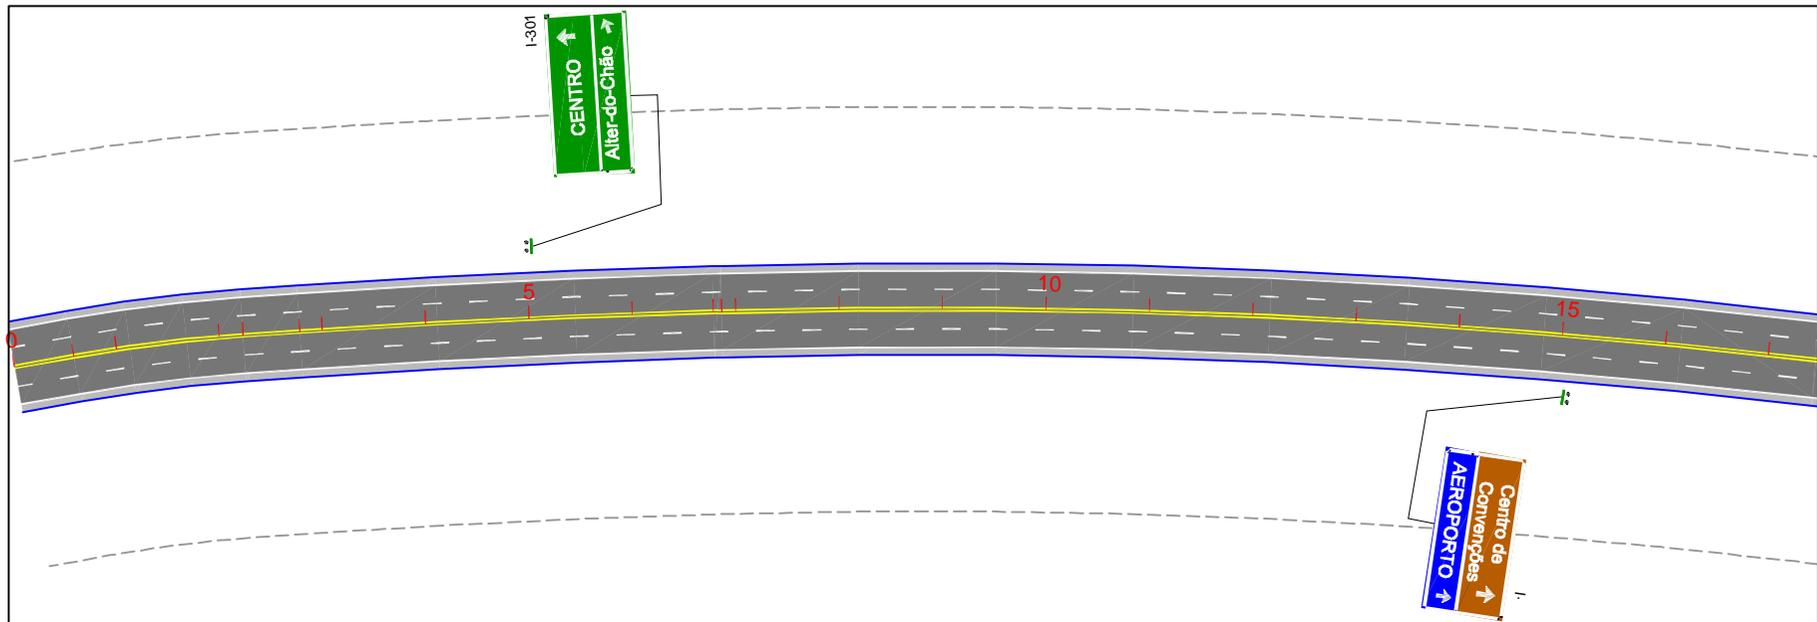 I-301
CENTRO
Alter-do-Chão
0
5
10
15
AEROPORTO
Centro de
Convenções